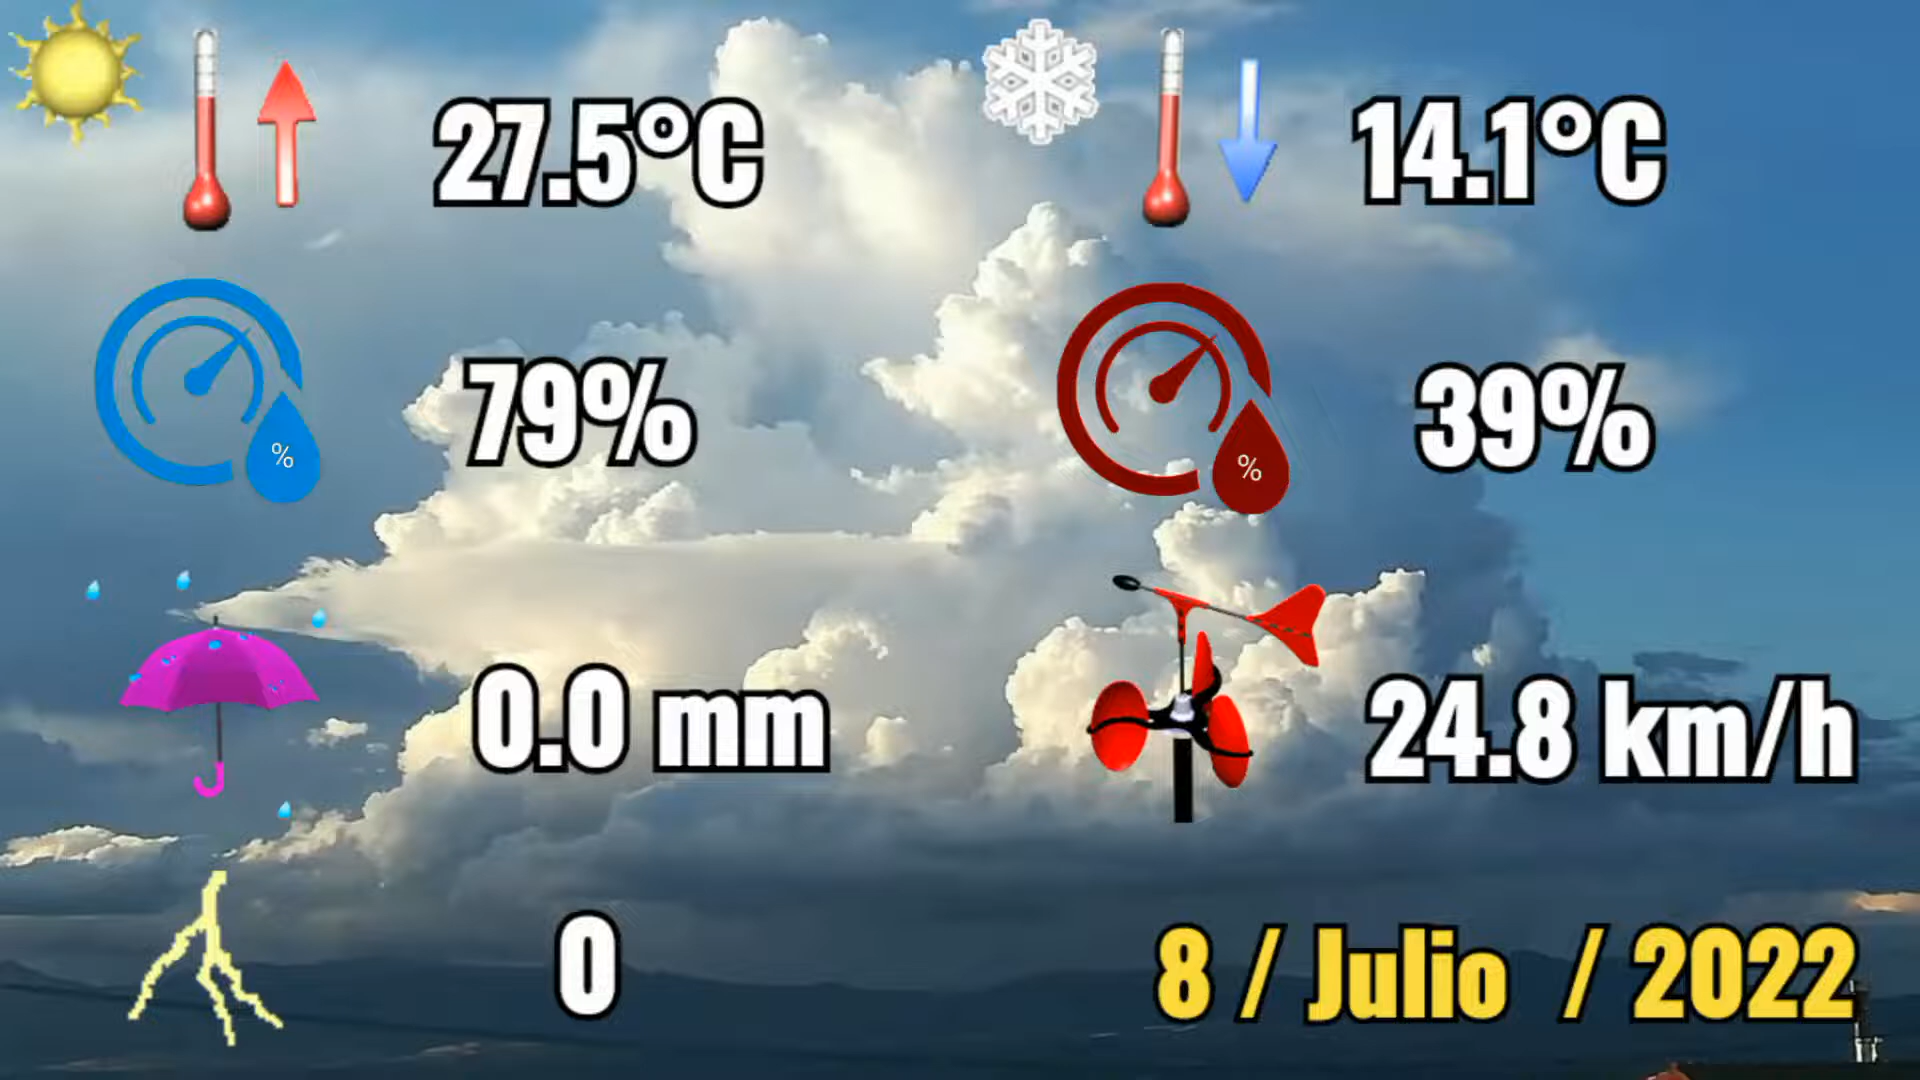 27.5°C
14.1°C
79%
39%
%
%
0.0 mm
24.8 km/h
0
8 / Julio / 2022